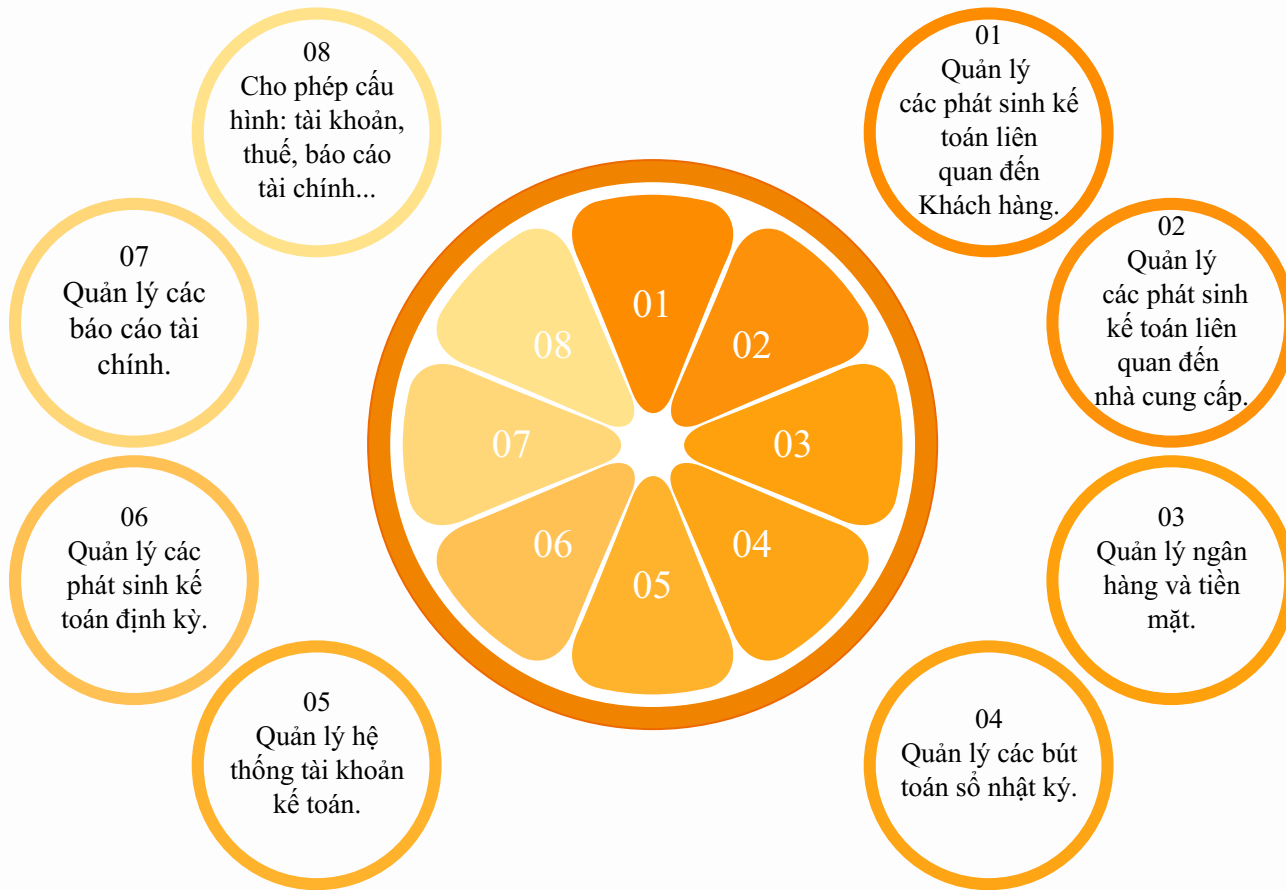 08
Cho phép cấu
hình: tài khoản,
thuế, báo cáo
tài chính...
01
Quản lý
các phát sinh kế
toán liên
quan đến
Khách hàng.
07
Quản lý các
báo cáo tài
chính.
02
Quản lý
các phát sinh
kế toán liên
quan đến
nhà cung cấp.
06
Quản lý các
phát sinh kế
toán định kỳ.
03
Quản lý ngân
hàng và tiền
mặt.
05
Quản lý hệ
thống tài khoản
kế toán.
04
Quản lý các bút
toán sổ nhật ký.
01
02
03
04
05
06
07
08